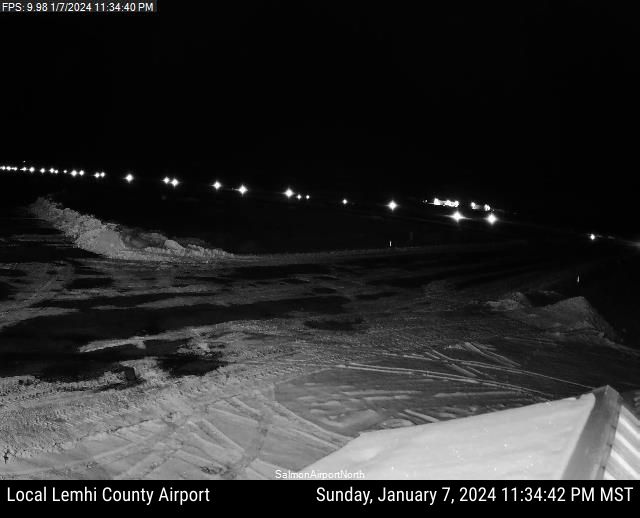 FPS: 9.98 1/7/2024 11:34:40 PM
SalmonAirportNorth
Local Lemhi County Airport
Sunday, January 7, 2024 11:34:42 PM MST